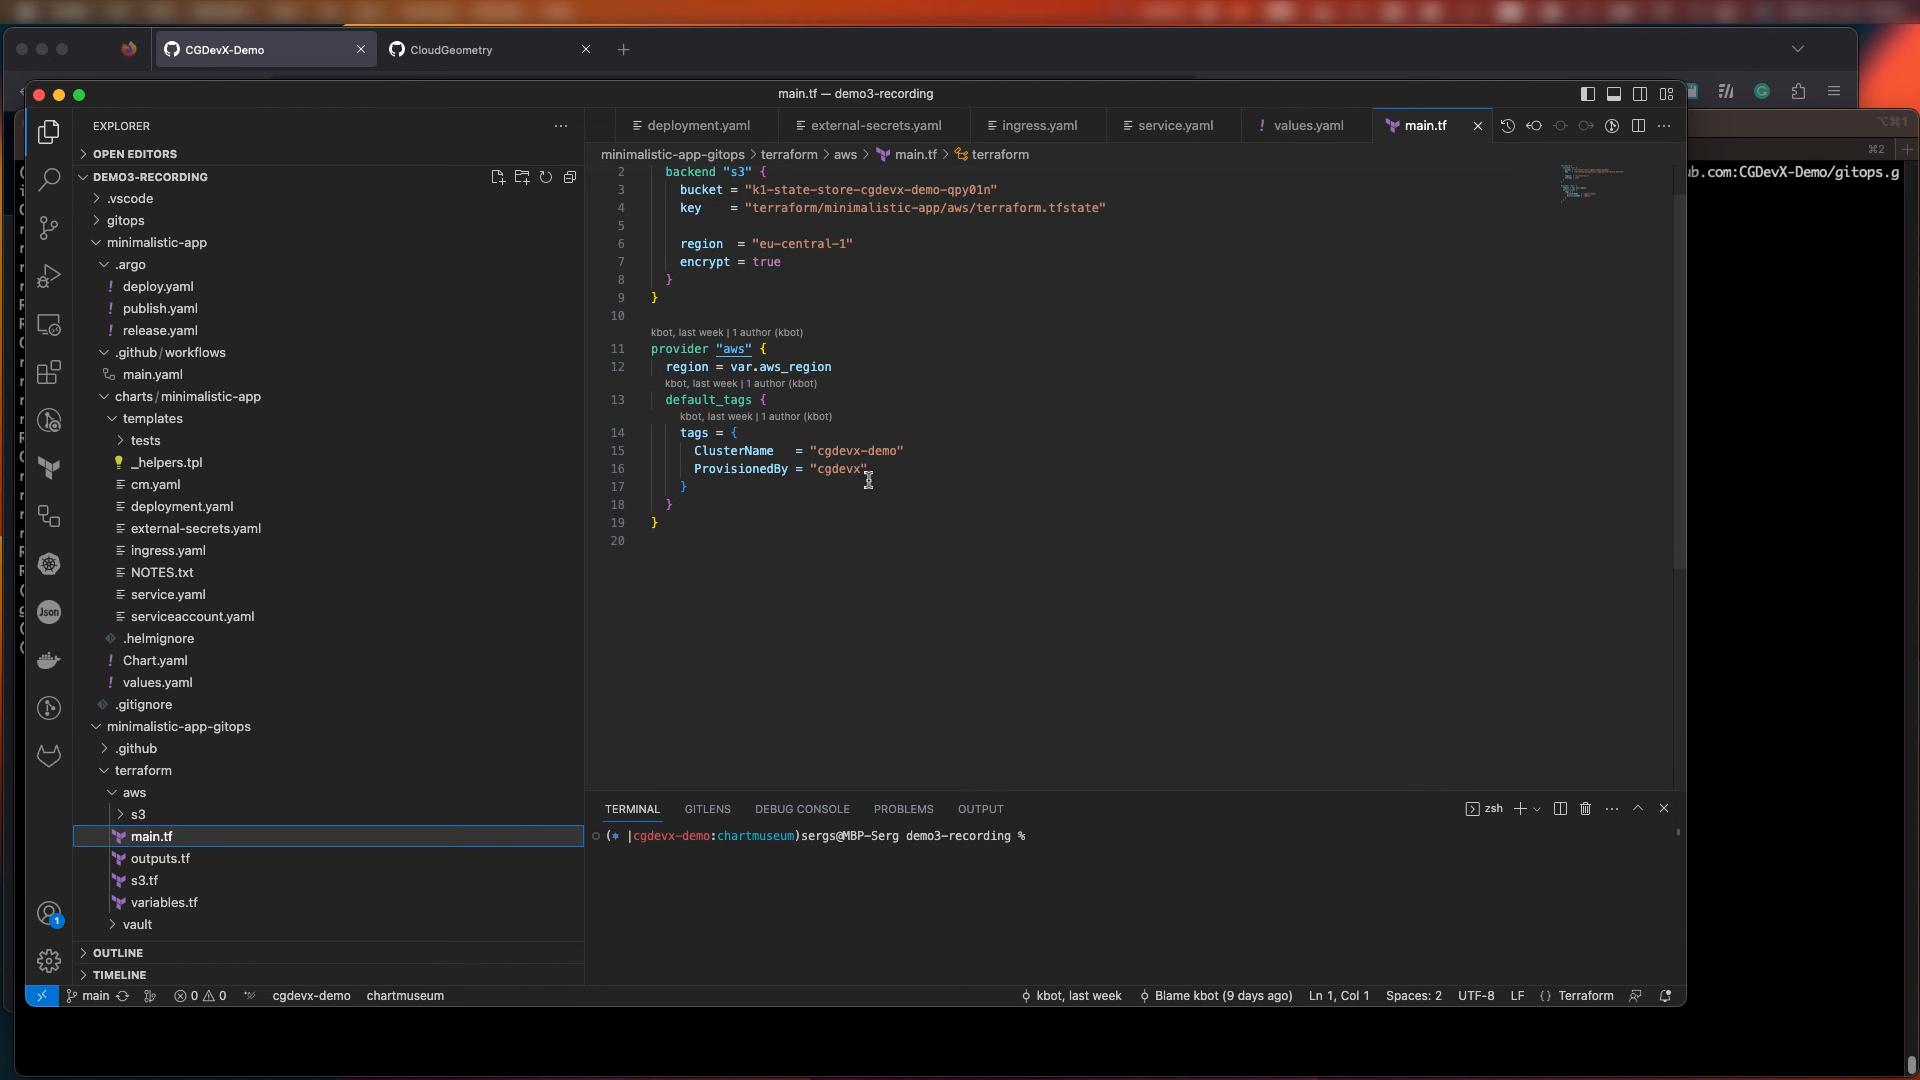 CGDevX-Demo
CloudGeometry
main.tf — demo3-recording
EXPLORER
OPEN EDITORS
DEMO3-RECORDING
.vscode
gitops
minimalistic-app
.argo
deploy.yaml
publish.yaml
release.yaml
.github/workflows
main.yaml
charts/minimalistic-app
templates
tests
_helpers.tpl
cm.yaml
deployment.yaml
external-secrets.yaml
ingress.yaml
NOTES.txt
service.yaml
serviceaccount.yaml
.helmignore
Chart.yaml
values.yaml
.gitignore
minimalistic-app-gitops
.github
terraform
aws
s3
main.tf
outputs.tf
s3.tf
variables.tf
vault
OUTLINE
TIMELINE
Json
1
deployment.yaml external-secrets.yaml ingress.yaml service.yaml ! values.yaml main.tf
minimalistic-app-gitops > terraform > aws > main.tf > terraform
2 backend "s3" {
3 bucket = "k1-state-store-cgdevx-demo-qpy01n"
4 key = "terraform/minimalistic-app/aws/terraform.tfstate"
5
6 region = "eu-central-1"
7 encrypt = true
8 }
9 }
10
kbot, last week | 1 author (kbot)
11 provider "aws" {
12 region = var.aws_region
kbot, last week | 1 author (kbot)
13 default_tags {
kbot, last week | 1 author (kbot)
14 tags = {
15 ClusterName = "cgdevx-demo"
16 ProvisionedBy = "cgdevx"
17 }
18 }
19 }
20
TERMINAL GITLENS DEBUG CONSOLE PROBLEMS OUTPUT
zsh
(⎈ |cgdevx-demo:chartmuseum)sergs@MBP-Serg demo3-recording %
main 0 0 cgdevx-demo chartmuseum
kbot, last week Blame kbot (9 days ago) Ln 1, Col 1 Spaces: 2 UTF-8 LF {} Terraform
⌥⌘1
⌘2
ub.com:CGDevX-Demo/gitops.g